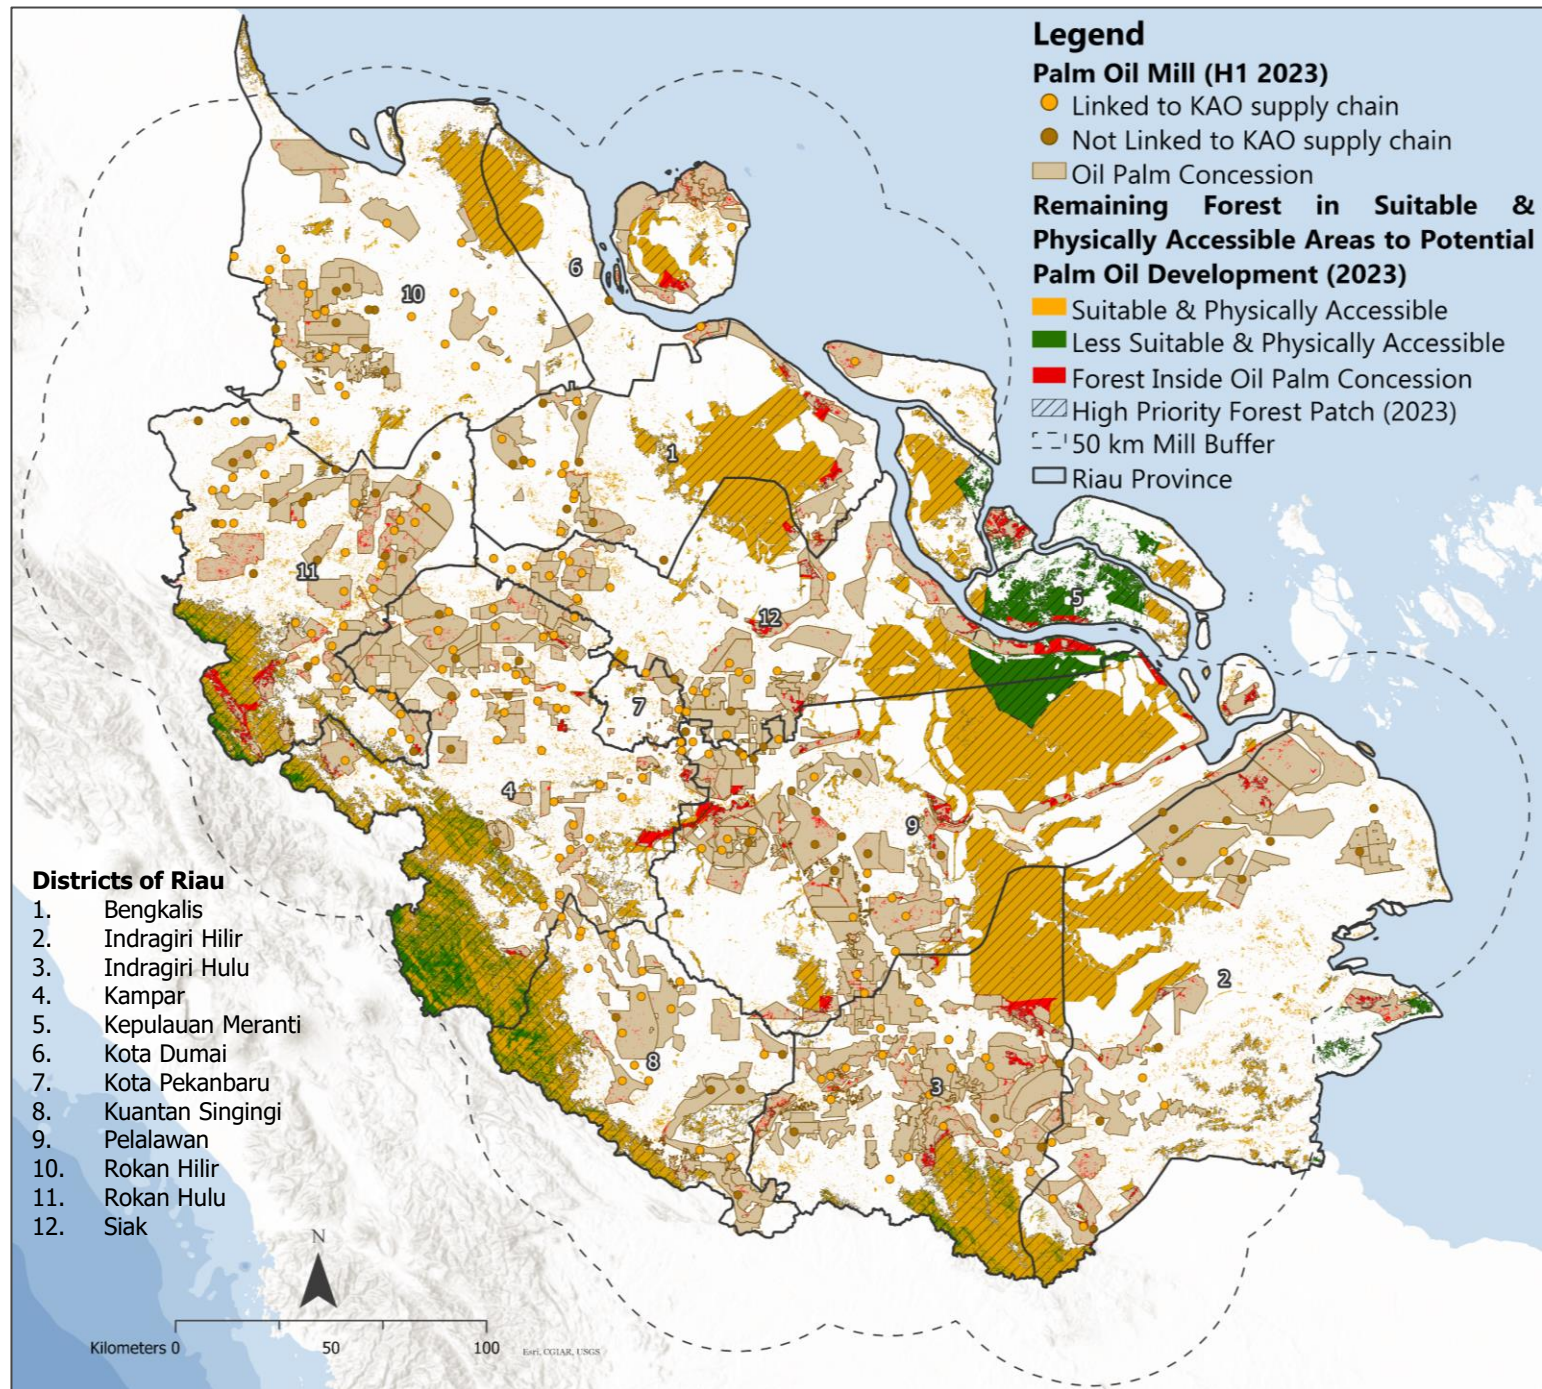 Legend
Palm Oil Mill (H1 2023)
Linked to KAO supply chain
Not Linked to KAO supply chain
Oil Palm Concession
Remaining Forest in Suitable &
Physically Accessible Areas to Potential
Palm Oil Development (2023)
Suitable & Physically Accessible
Less Suitable & Physically Accessible
Forest Inside Oil Palm Concession
High Priority Forest Patch (2023)
50 km Mill Buffer
Riau Province
6
10
1
11
5
12
7
4
9
2
8
3
Districts of Riau
1. Bengkalis
2. Indragiri Hilir
3. Indragiri Hulu
4. Kampar
5. Kepulauan Meranti
6. Kota Dumai
7. Kota Pekanbaru
8. Kuantan Singingi
9. Pelalawan
10. Rokan Hilir
11. Rokan Hulu
12. Siak
N
Kilometers 0 50 100
Esri, CGIAR, USGS